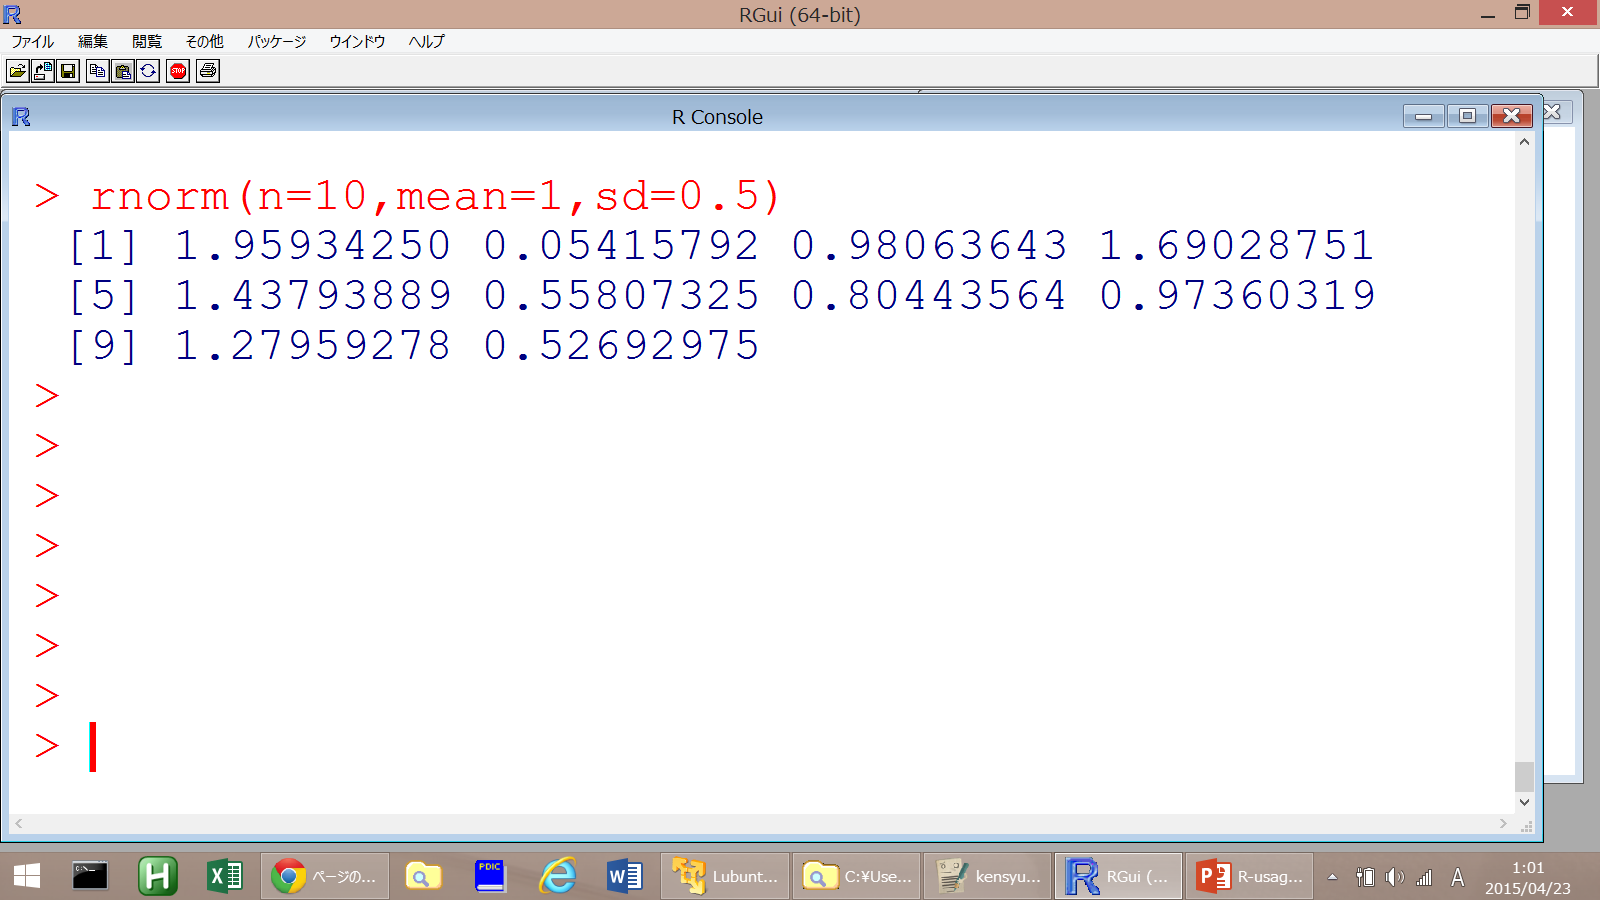 RGui (64-bit)
ファイル 編集 閲覧 その他 パッケージ ウインドウ ヘルプ
STOP
R Console
> rnorm(n=10,mean=1,sd=0.5)
[1] 1.95934250 0.05415792 0.98063643 1.69028751
[5] 1.43793889 0.55807325 0.80443564 0.97360319
[9] 1.27959278 0.52692975
>
>
>
>
>
>
>
>
PDIC
ページの... Lubunt... C:¥Use... kensyu... RGui (... R-usag... A
1:01
2015/04/23